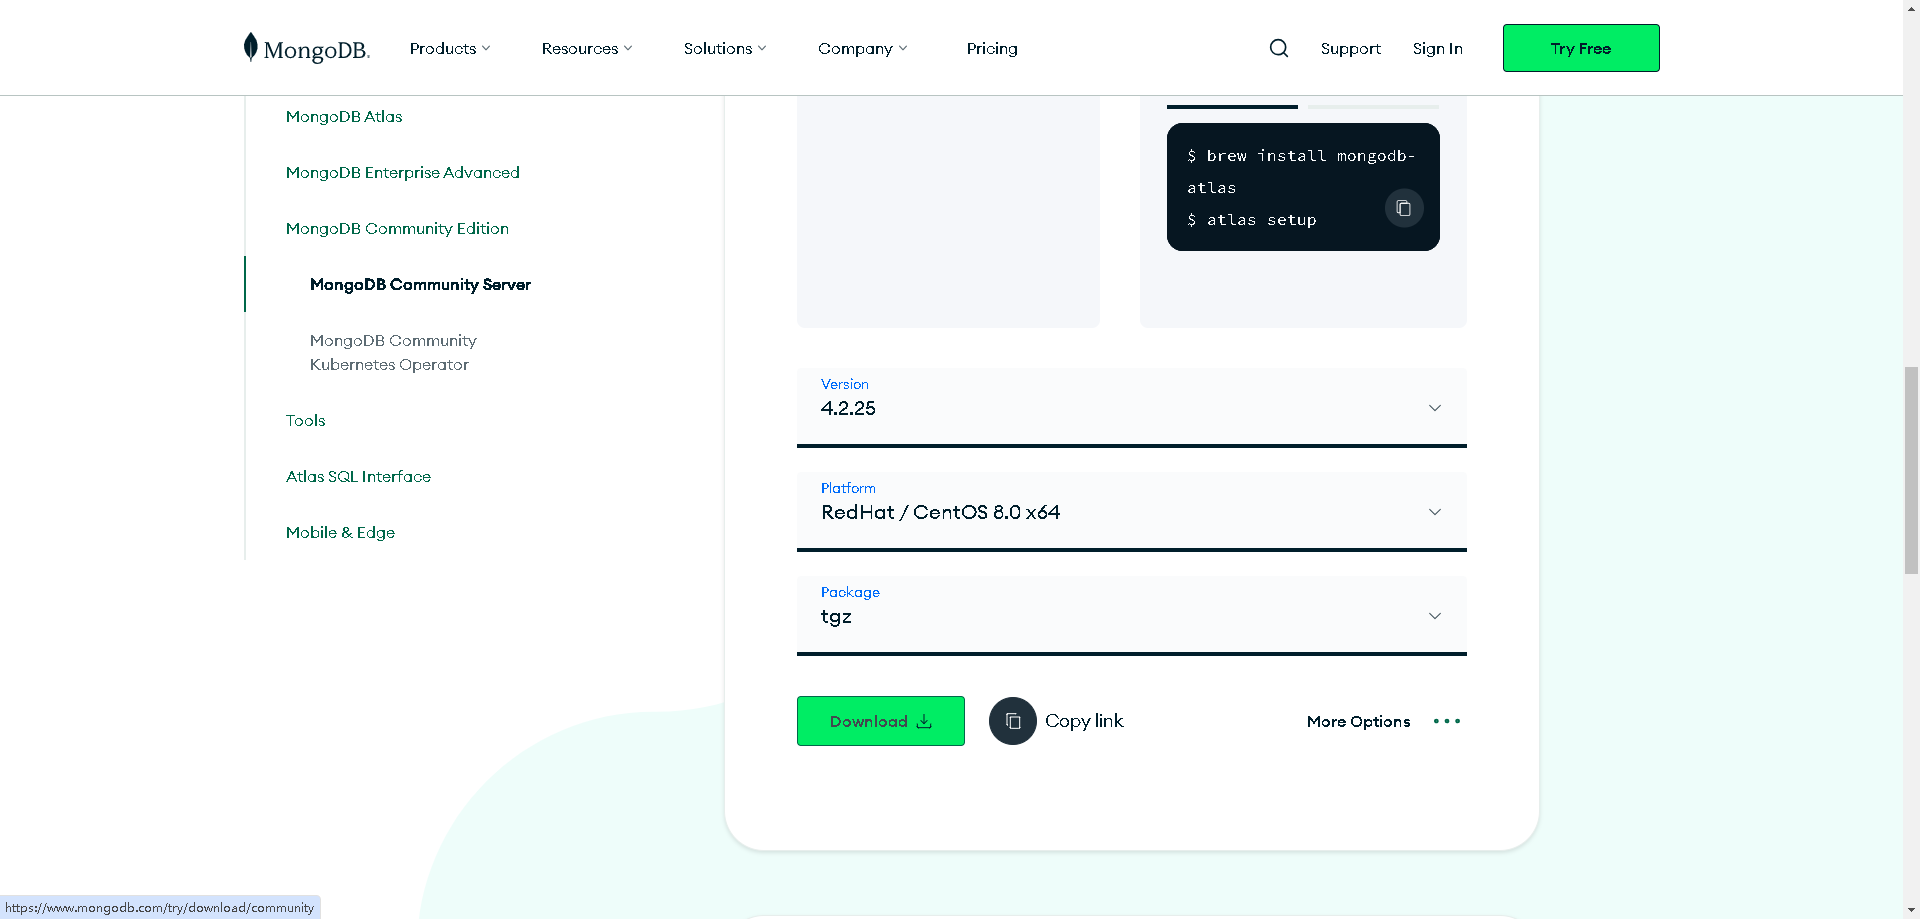 MongoDB.
Products
Resources
Solutions
Company
Pricing
Support
Sign In
Try Free
MongoDB Atlas
MongoDB Enterprise Advanced
MongoDB Community Edition
MongoDB Community Server
MongoDB Community
Kubernetes Operator
Tools
Atlas SQL Interface
Mobile & Edge
$ brew install mongodb-
atlas
$ atlas setup
Version
4.2.25
Platform
RedHat / CentOS 8.0 x64
Package
tgz
Download
Copy link
More Options
https://www.mongodb.com/try/download/community